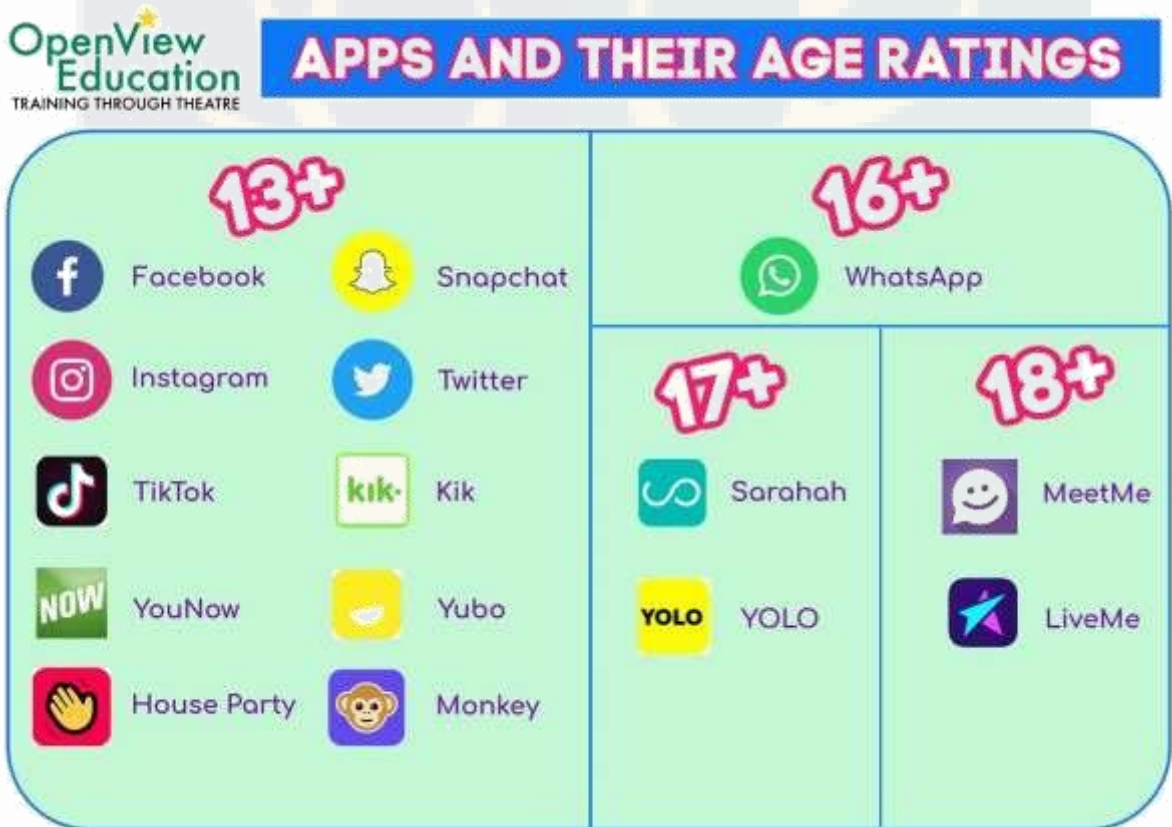 OpenView
Education
TRAINING THROUGH THEATRE
APPS AND THEIR AGE RATINGS
13+
Facebook
Snapchat
Instagram
Twitter
TikTok
kik.
Kik
NOW
YouNow
Yubo
House Party
Monkey
16+
WhatsApp
17+
Sarahah
YOLO
YOLO
18+
MeetMe
LiveMe